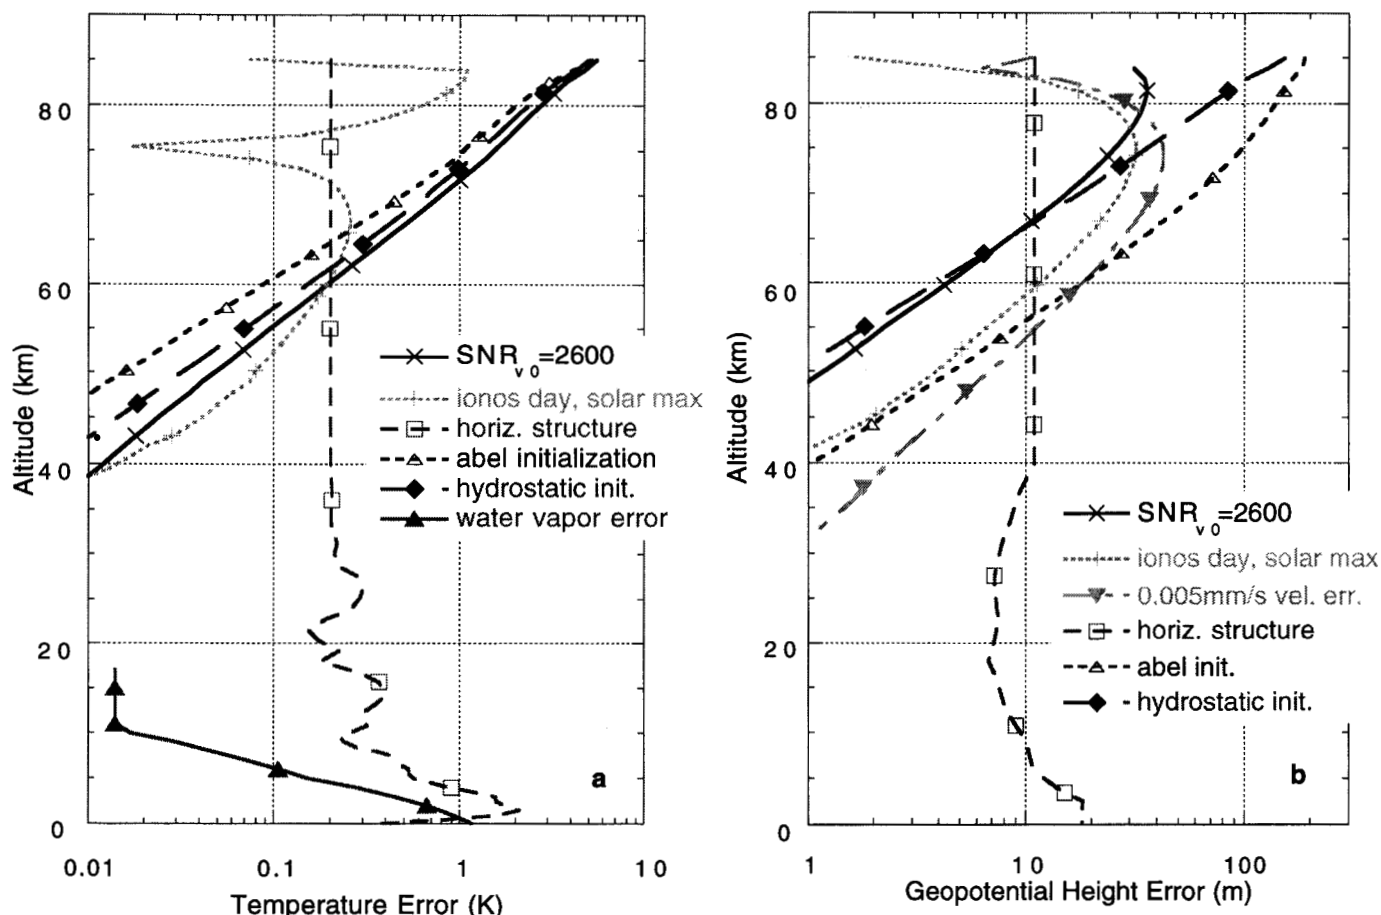 80
60
40
20
0
Altitude (km)
SNRv0=2600
ionos day, solar max
horiz. structure
abel initialization
hydrostatic init.
water vapor error
a
0.01
0.1
1
10
Temperature Error (K)
80
60
40
20
0
Altitude (km)
SNRv0=2600
ionos day, solar max
0.005mm/s vel. err.
horiz. structure
abel init.
hydrostatic init.
b
1
10
100
Geopotential Height Error (m)